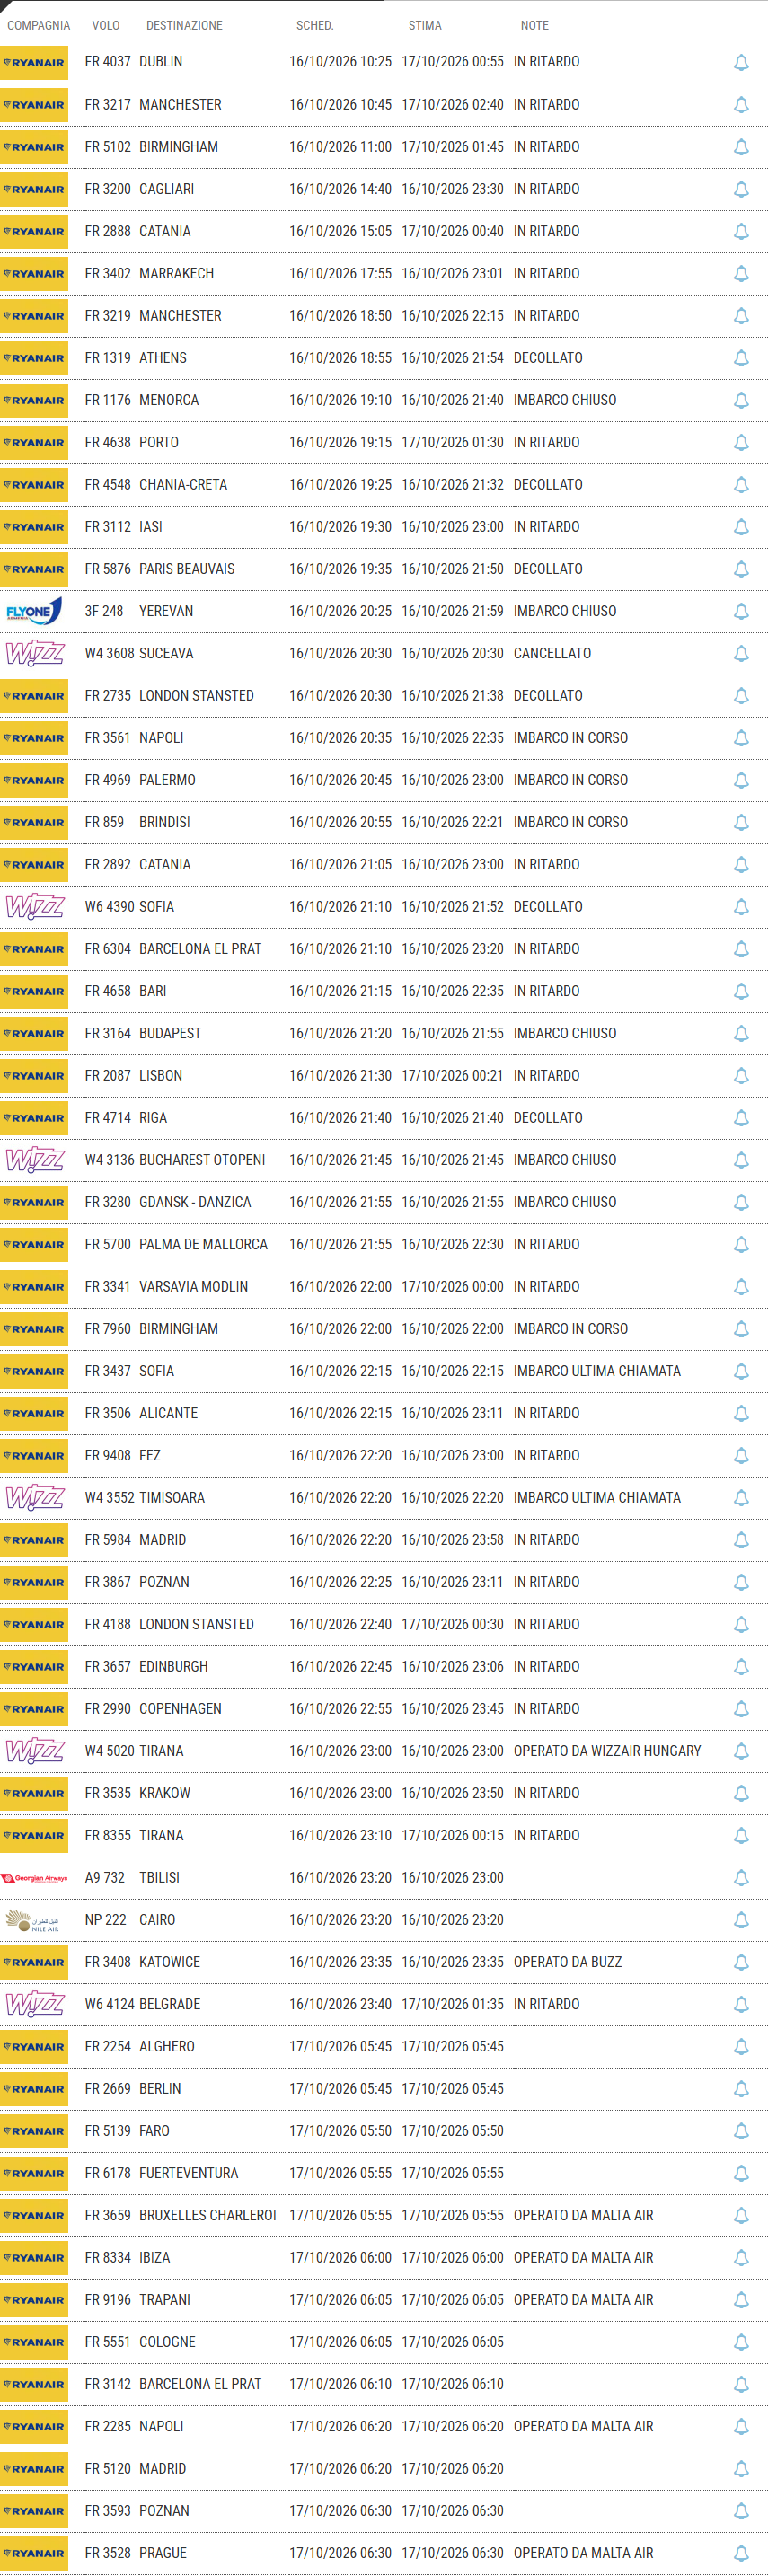 COMPAGNIA VOLO DESTINAZIONE SCHED. STIMA NOTE
RYANAIR FR 4037 DUBLIN 16/10/2026 10:25 17/10/2026 00:55 IN RITARDO
RYANAIR FR 3217 MANCHESTER 16/10/2026 10:45 17/10/2026 02:40 IN RITARDO
RYANAIR FR 5102 BIRMINGHAM 16/10/2026 11:00 17/10/2026 01:45 IN RITARDO
RYANAIR FR 3200 CAGLIARI 16/10/2026 14:40 16/10/2026 23:30 IN RITARDO
RYANAIR FR 2888 CATANIA 16/10/2026 15:05 17/10/2026 00:40 IN RITARDO
RYANAIR FR 3402 MARRAKECH 16/10/2026 17:55 16/10/2026 23:01 IN RITARDO
RYANAIR FR 3219 MANCHESTER 16/10/2026 18:50 16/10/2026 22:15 IN RITARDO
RYANAIR FR 1319 ATHENS 16/10/2026 18:55 16/10/2026 21:54 DECOLLATO
RYANAIR FR 1176 MENORCA 16/10/2026 19:10 16/10/2026 21:40 IMBARCO CHIUSO
RYANAIR FR 4638 PORTO 16/10/2026 19:15 17/10/2026 01:30 IN RITARDO
RYANAIR FR 4548 CHANIA-CRETA 16/10/2026 19:25 16/10/2026 21:32 DECOLLATO
RYANAIR FR 3112 IASI 16/10/2026 19:30 16/10/2026 23:00 IN RITARDO
RYANAIR FR 5876 PARIS BEAUVAIS 16/10/2026 19:35 16/10/2026 21:50 DECOLLATO
FLYONE ARMENIA 3F 248 YEREVAN 16/10/2026 20:25 16/10/2026 21:59 IMBARCO CHIUSO
WIZZ W4 3608 SUCEAVA 16/10/2026 20:30 16/10/2026 20:30 CANCELLATO
RYANAIR FR 2735 LONDON STANSTED 16/10/2026 20:30 16/10/2026 21:38 DECOLLATO
RYANAIR FR 3561 NAPOLI 16/10/2026 20:35 16/10/2026 22:35 IMBARCO IN CORSO
RYANAIR FR 4969 PALERMO 16/10/2026 20:45 16/10/2026 23:00 IMBARCO IN CORSO
RYANAIR FR 859 BRINDISI 16/10/2026 20:55 16/10/2026 22:21 IMBARCO IN CORSO
RYANAIR FR 2892 CATANIA 16/10/2026 21:05 16/10/2026 23:00 IN RITARDO
WIZZ W6 4390 SOFIA 16/10/2026 21:10 16/10/2026 21:52 DECOLLATO
RYANAIR FR 6304 BARCELONA EL PRAT 16/10/2026 21:10 16/10/2026 23:20 IN RITARDO
RYANAIR FR 4658 BARI 16/10/2026 21:15 16/10/2026 22:35 IN RITARDO
RYANAIR FR 3164 BUDAPEST 16/10/2026 21:20 16/10/2026 21:55 IMBARCO CHIUSO
RYANAIR FR 2087 LISBON 16/10/2026 21:30 17/10/2026 00:21 IN RITARDO
RYANAIR FR 4714 RIGA 16/10/2026 21:40 16/10/2026 21:40 DECOLLATO
WIZZ W4 3136 BUCHAREST OTOPENI 16/10/2026 21:45 16/10/2026 21:45 IMBARCO CHIUSO
RYANAIR FR 3280 GDANSK - DANZICA 16/10/2026 21:55 16/10/2026 21:55 IMBARCO CHIUSO
RYANAIR FR 5700 PALMA DE MALLORCA 16/10/2026 21:55 16/10/2026 22:30 IN RITARDO
RYANAIR FR 3341 VARSAVIA MODLIN 16/10/2026 22:00 17/10/2026 00:00 IN RITARDO
RYANAIR FR 7960 BIRMINGHAM 16/10/2026 22:00 16/10/2026 22:00 IMBARCO IN CORSO
RYANAIR FR 3437 SOFIA 16/10/2026 22:15 16/10/2026 22:15 IMBARCO ULTIMA CHIAMATA
RYANAIR FR 3506 ALICANTE 16/10/2026 22:15 16/10/2026 23:11 IN RITARDO
RYANAIR FR 9408 FEZ 16/10/2026 22:20 16/10/2026 23:00 IN RITARDO
WIZZ W4 3552 TIMISOARA 16/10/2026 22:20 16/10/2026 22:20 IMBARCO ULTIMA CHIAMATA
RYANAIR FR 5984 MADRID 16/10/2026 22:20 16/10/2026 23:58 IN RITARDO
RYANAIR FR 3867 POZNAN 16/10/2026 22:25 16/10/2026 23:11 IN RITARDO
RYANAIR FR 4188 LONDON STANSTED 16/10/2026 22:40 17/10/2026 00:30 IN RITARDO
RYANAIR FR 3657 EDINBURGH 16/10/2026 22:45 16/10/2026 23:06 IN RITARDO
RYANAIR FR 2990 COPENHAGEN 16/10/2026 22:55 16/10/2026 23:45 IN RITARDO
WIZZ W4 5020 TIRANA 16/10/2026 23:00 16/10/2026 23:00 OPERATO DA WIZZAIR HUNGARY
RYANAIR FR 3535 KRAKOW 16/10/2026 23:00 16/10/2026 23:50 IN RITARDO
RYANAIR FR 8355 TIRANA 16/10/2026 23:10 17/10/2026 00:15 IN RITARDO
Georgian Airways A9 732 TBILISI 16/10/2026 23:20 16/10/2026 23:00
النيل للطيران NILE AIR NP 222 CAIRO 16/10/2026 23:20 16/10/2026 23:20
RYANAIR FR 3408 KATOWICE 16/10/2026 23:35 16/10/2026 23:35 OPERATO DA BUZZ
WIZZ W6 4124 BELGRADE 16/10/2026 23:40 17/10/2026 01:35 IN RITARDO
RYANAIR FR 2254 ALGHERO 17/10/2026 05:45 17/10/2026 05:45
RYANAIR FR 2669 BERLIN 17/10/2026 05:45 17/10/2026 05:45
RYANAIR FR 5139 FARO 17/10/2026 05:50 17/10/2026 05:50
RYANAIR FR 6178 FUERTEVENTURA 17/10/2026 05:55 17/10/2026 05:55
RYANAIR FR 3659 BRUXELLES CHARLEROI 17/10/2026 05:55 17/10/2026 05:55 OPERATO DA MALTA AIR
RYANAIR FR 8334 IBIZA 17/10/2026 06:00 17/10/2026 06:00 OPERATO DA MALTA AIR
RYANAIR FR 9196 TRAPANI 17/10/2026 06:05 17/10/2026 06:05 OPERATO DA MALTA AIR
RYANAIR FR 5551 COLOGNE 17/10/2026 06:05 17/10/2026 06:05
RYANAIR FR 3142 BARCELONA EL PRAT 17/10/2026 06:10 17/10/2026 06:10
RYANAIR FR 2285 NAPOLI 17/10/2026 06:20 17/10/2026 06:20 OPERATO DA MALTA AIR
RYANAIR FR 5120 MADRID 17/10/2026 06:20 17/10/2026 06:20
RYANAIR FR 3593 POZNAN 17/10/2026 06:30 17/10/2026 06:30
RYANAIR FR 3528 PRAGUE 17/10/2026 06:30 17/10/2026 06:30 OPERATO DA MALTA AIR